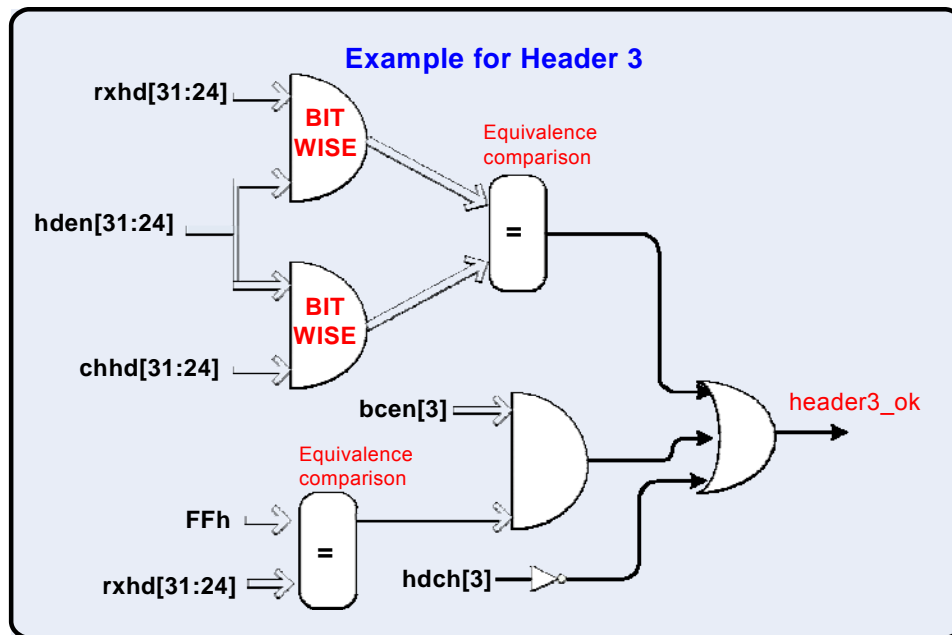 Example for Header 3
rxhd[31:24]
BIT
WISE
Equivalence
comparison
hden[31:24]
=
BIT
WISE
chhd[31:24]
bcen[3]
header3_ok
Equivalence
comparison
FFh
=
rxhd[31:24]
hdch[3]